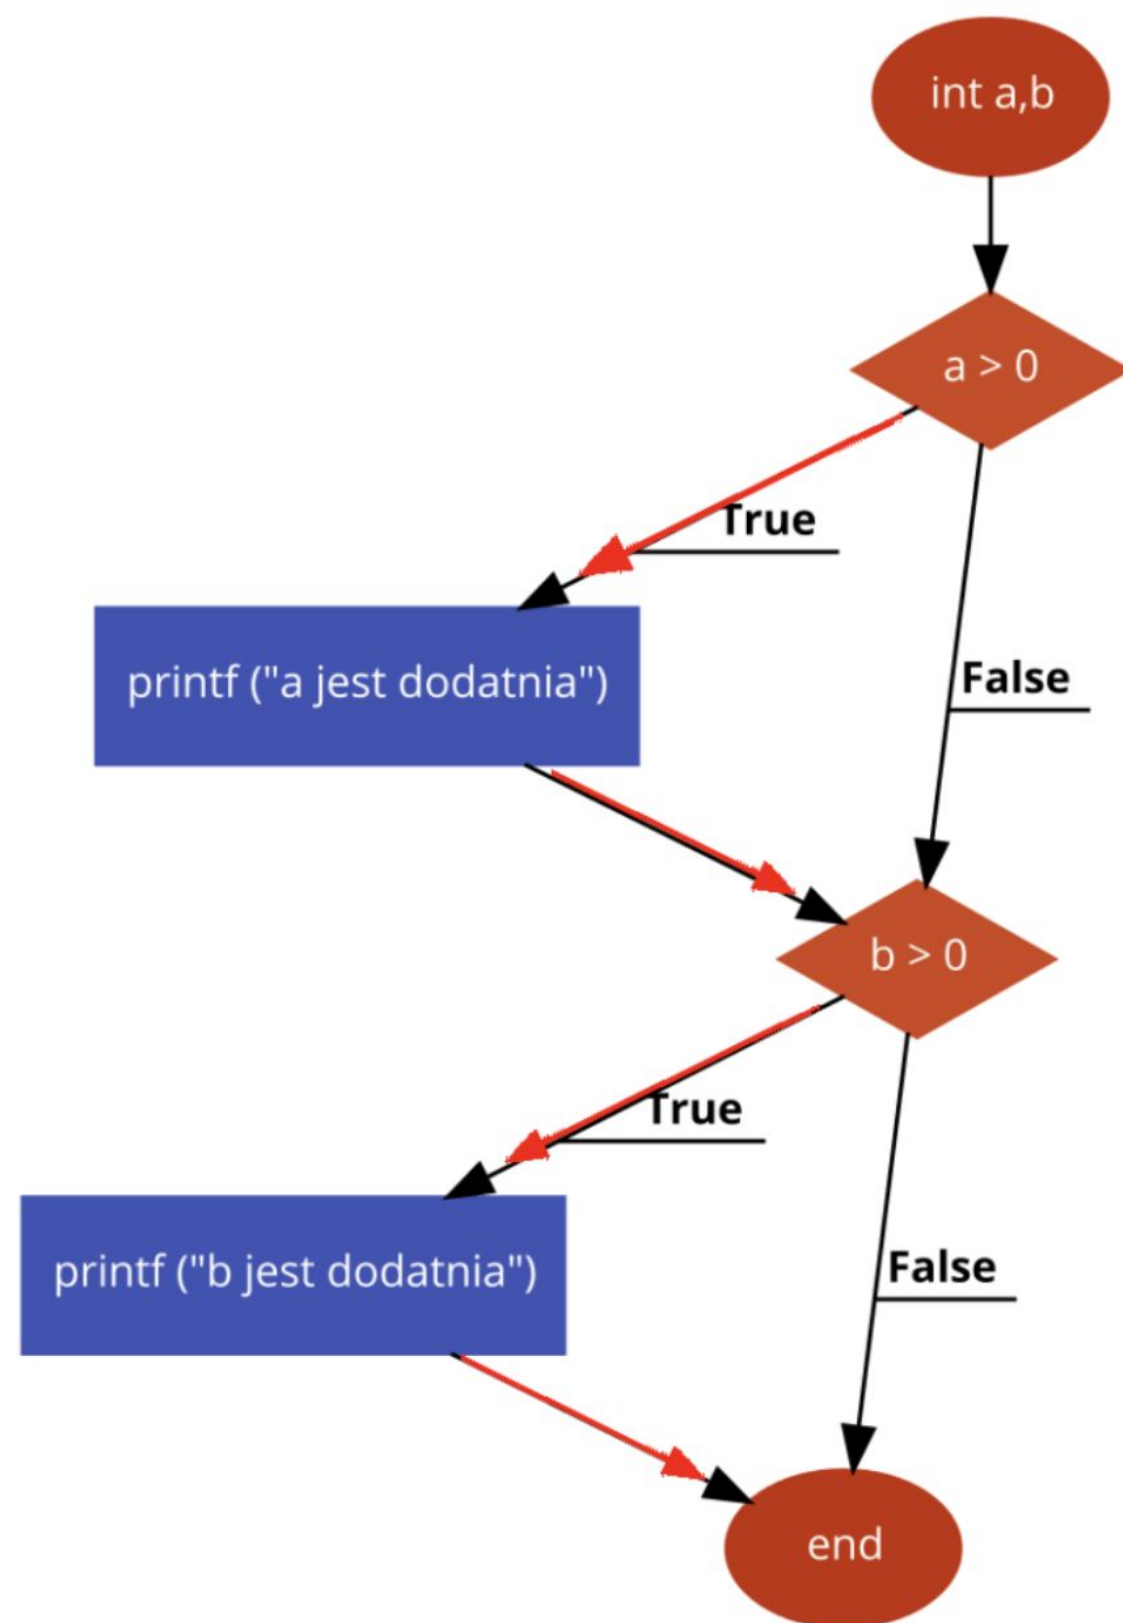 int a,b
a > 0
True
printf ("a jest dodatnia")
False
b > 0
True
printf ("b jest dodatnia")
False
end